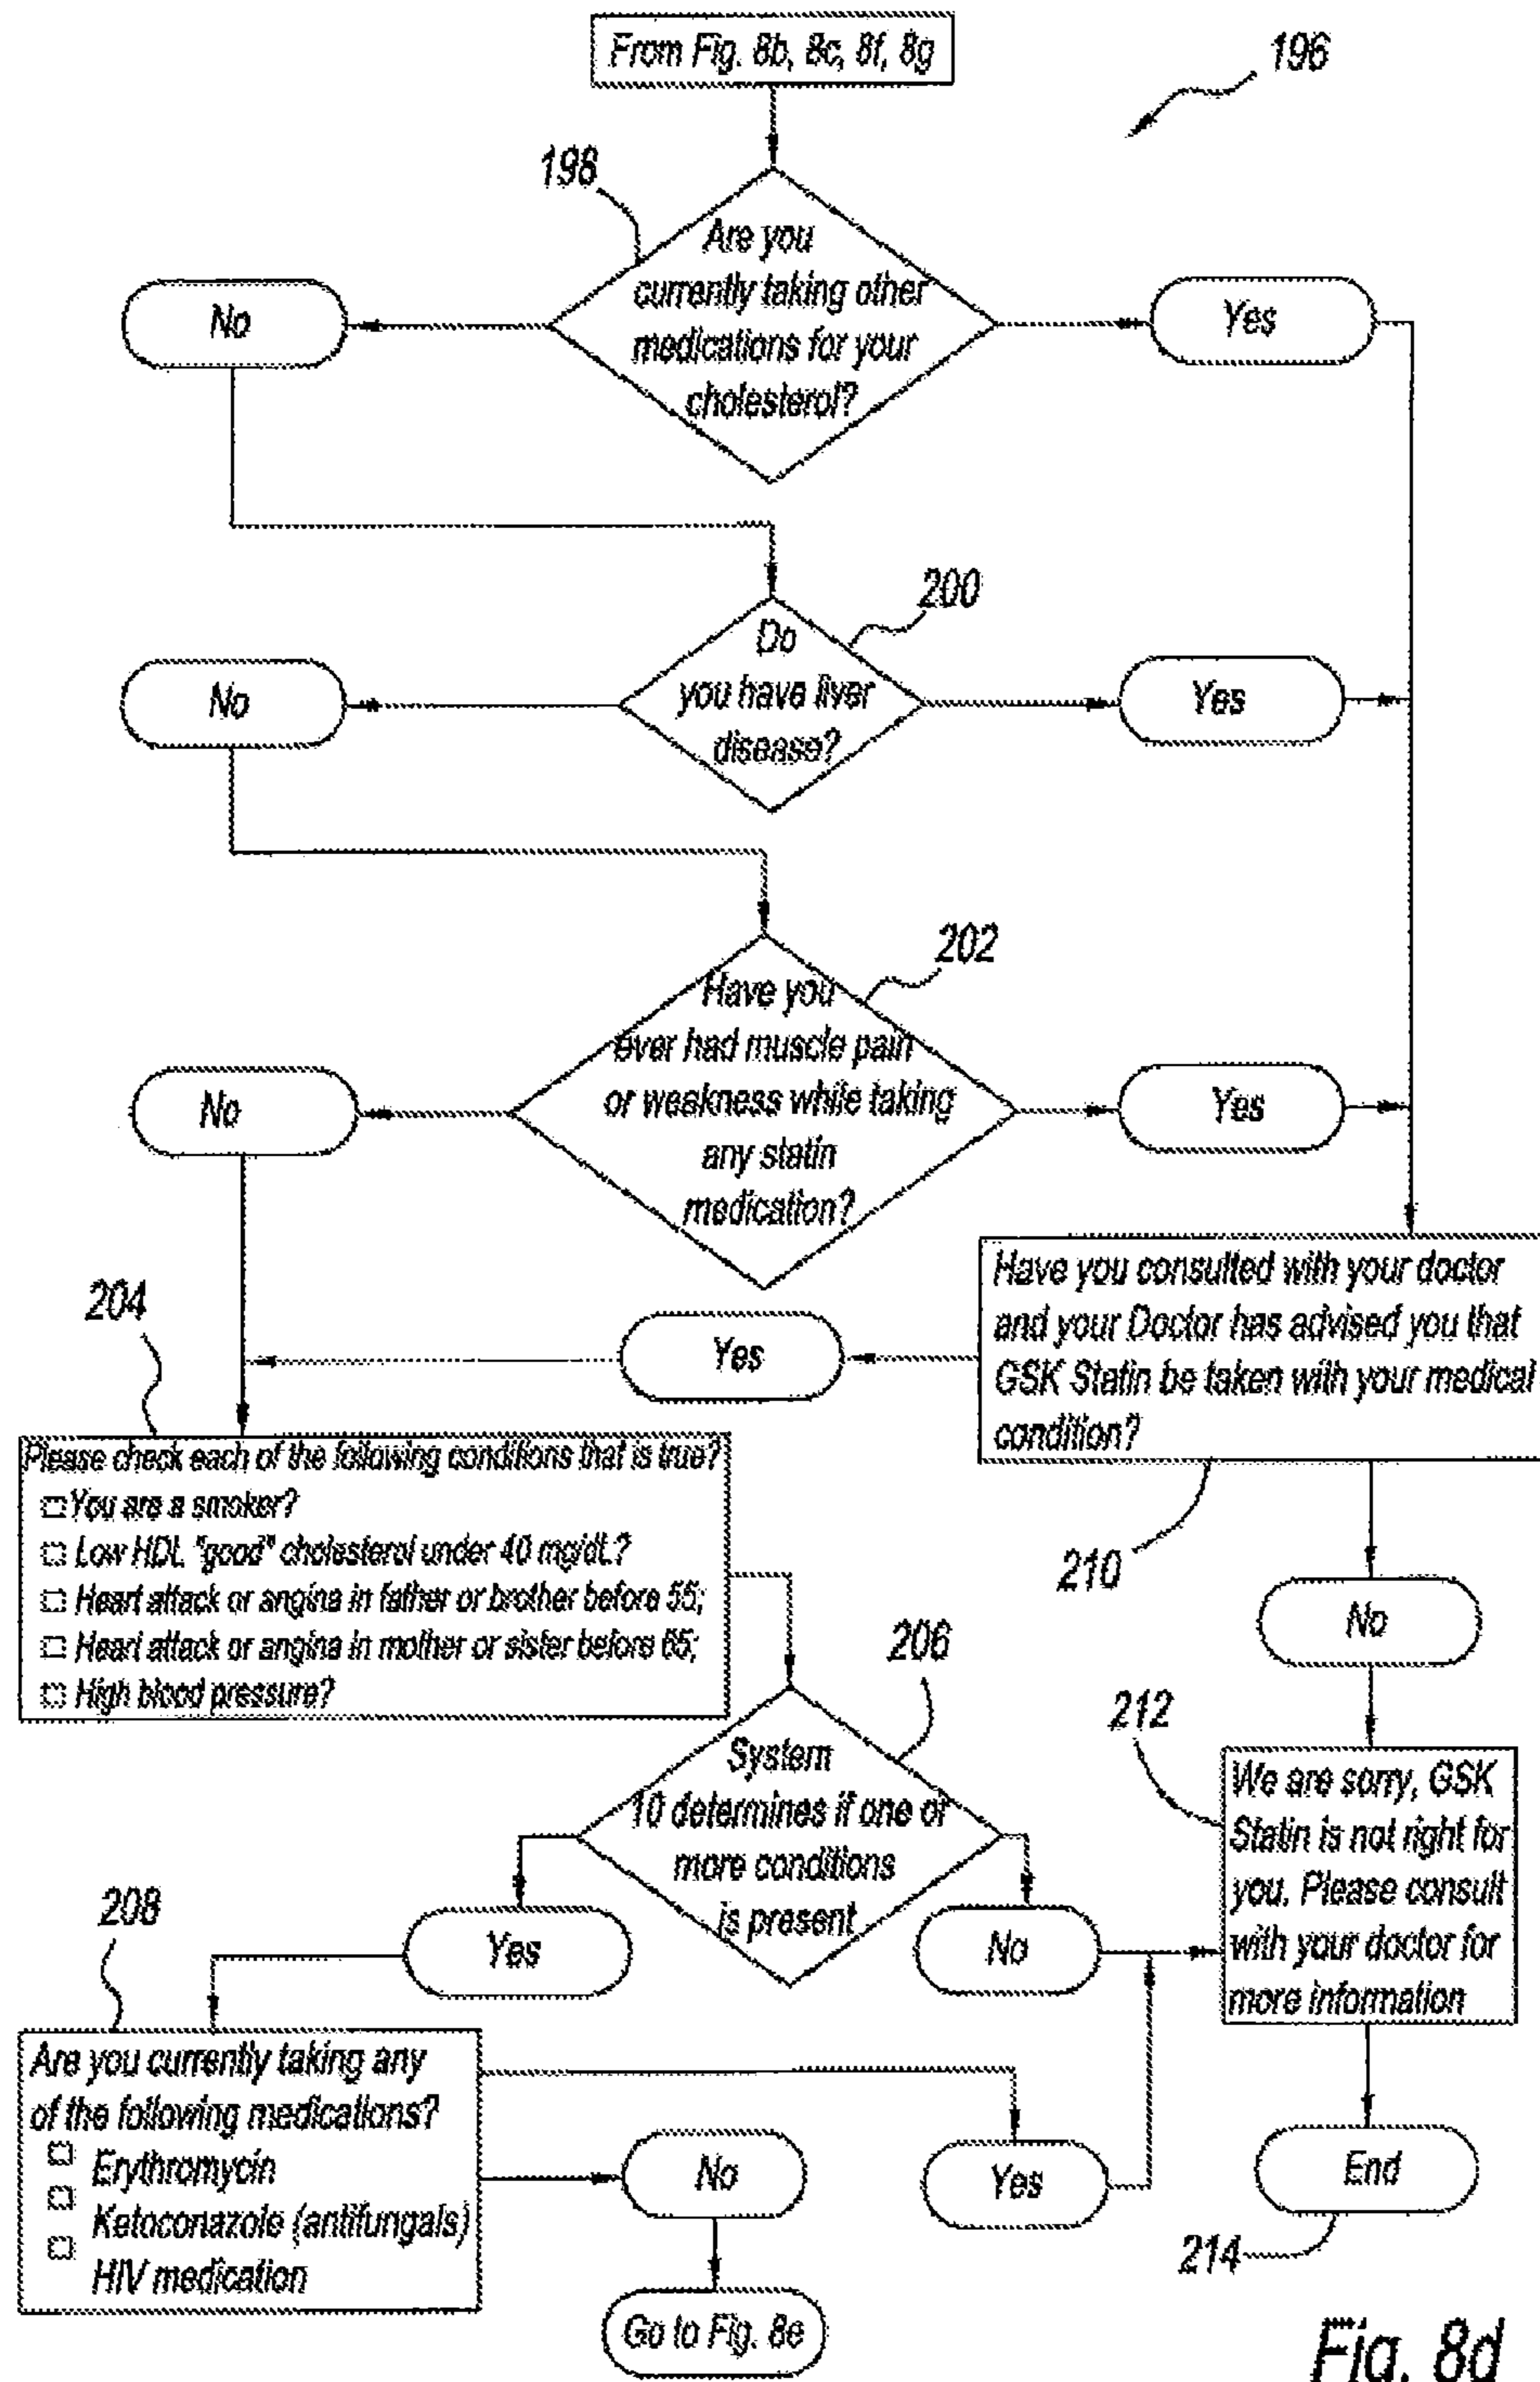 From Fig. 8b, 8c, 8f, 8g
196
198
Are you
currently taking other
medications for your
cholesterol?
No
Yes
200
Do
you have liver
disease?
No
Yes
202
Have you
ever had muscle pain
or weakness while taking
any statin
medication?
No
Yes
Have you consulted with your doctor
and your Doctor has advised you that
GSK Statin be taken with your medical
condition?
204
Yes
210
Please check each of the following conditions that is true?
You are a smoker?
Low HDL "good" cholesterol under 40 mg/dL?
Heart attack or angina in father or brother before 55;
Heart attack or angina in mother or sister before 65;
High blood pressure?
No
206
System
10 determines if one or
more conditions
is present
212
We are sorry, GSK
Statin is not right for
you. Please consult
with your doctor for
more information
Yes
No
208
Are you currently taking any
of the following medications?
Erythromycin
Ketoconazole (antifungals)
HIV medication
No
Yes
End
214
Go to Fig. 8e
Fig. 8d